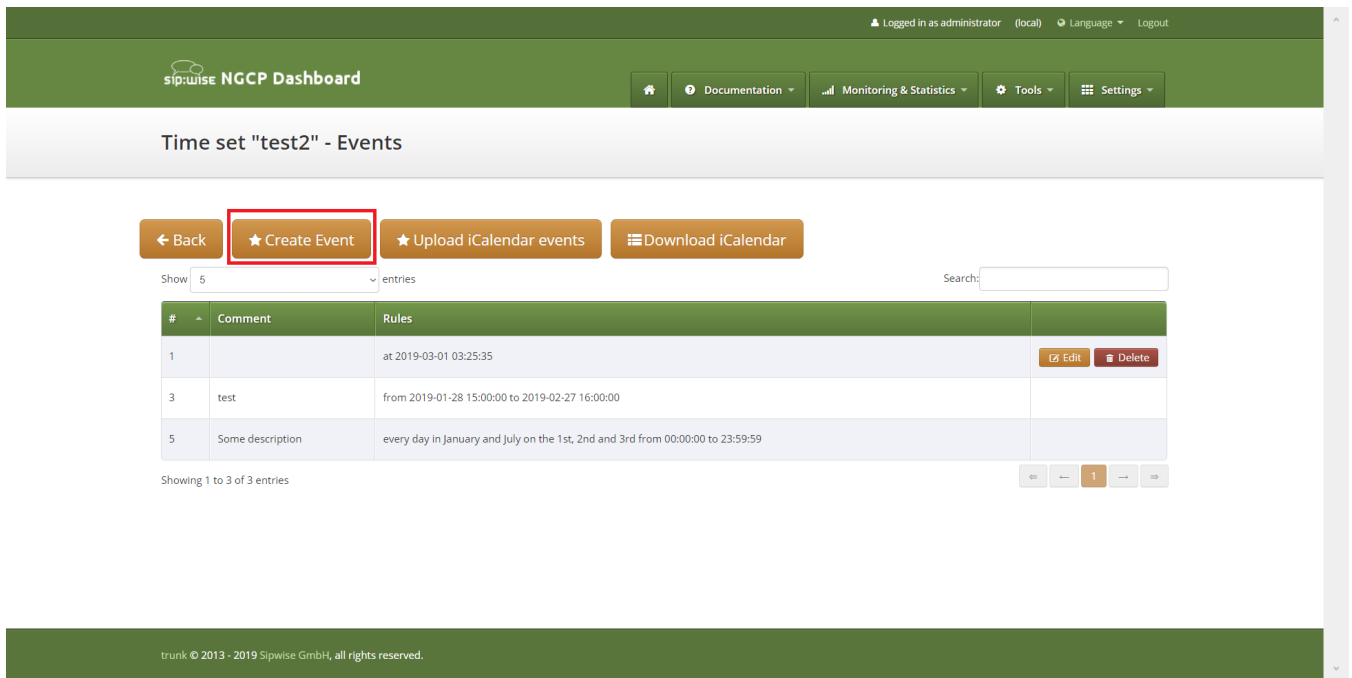 Logged in as administrator (local) Language Logout
sip:wise NGCP Dashboard
Documentation Monitoring & Statistics Tools Settings
Time set "test2" - Events
Back Create Event Upload iCalendar events Download iCalendar
Show 5 entries Search:
# Comment Rules
1 at 2019-03-01 03:25:35 Edit Delete
3 test from 2019-01-28 15:00:00 to 2019-02-27 16:00:00
5 Some description every day in January and July on the 1st, 2nd and 3rd from 00:00:00 to 23:59:59
Showing 1 to 3 of 3 entries ⇐ ← 1 → ⇒
trunk © 2013 - 2019 Sipwise GmbH, all rights reserved.